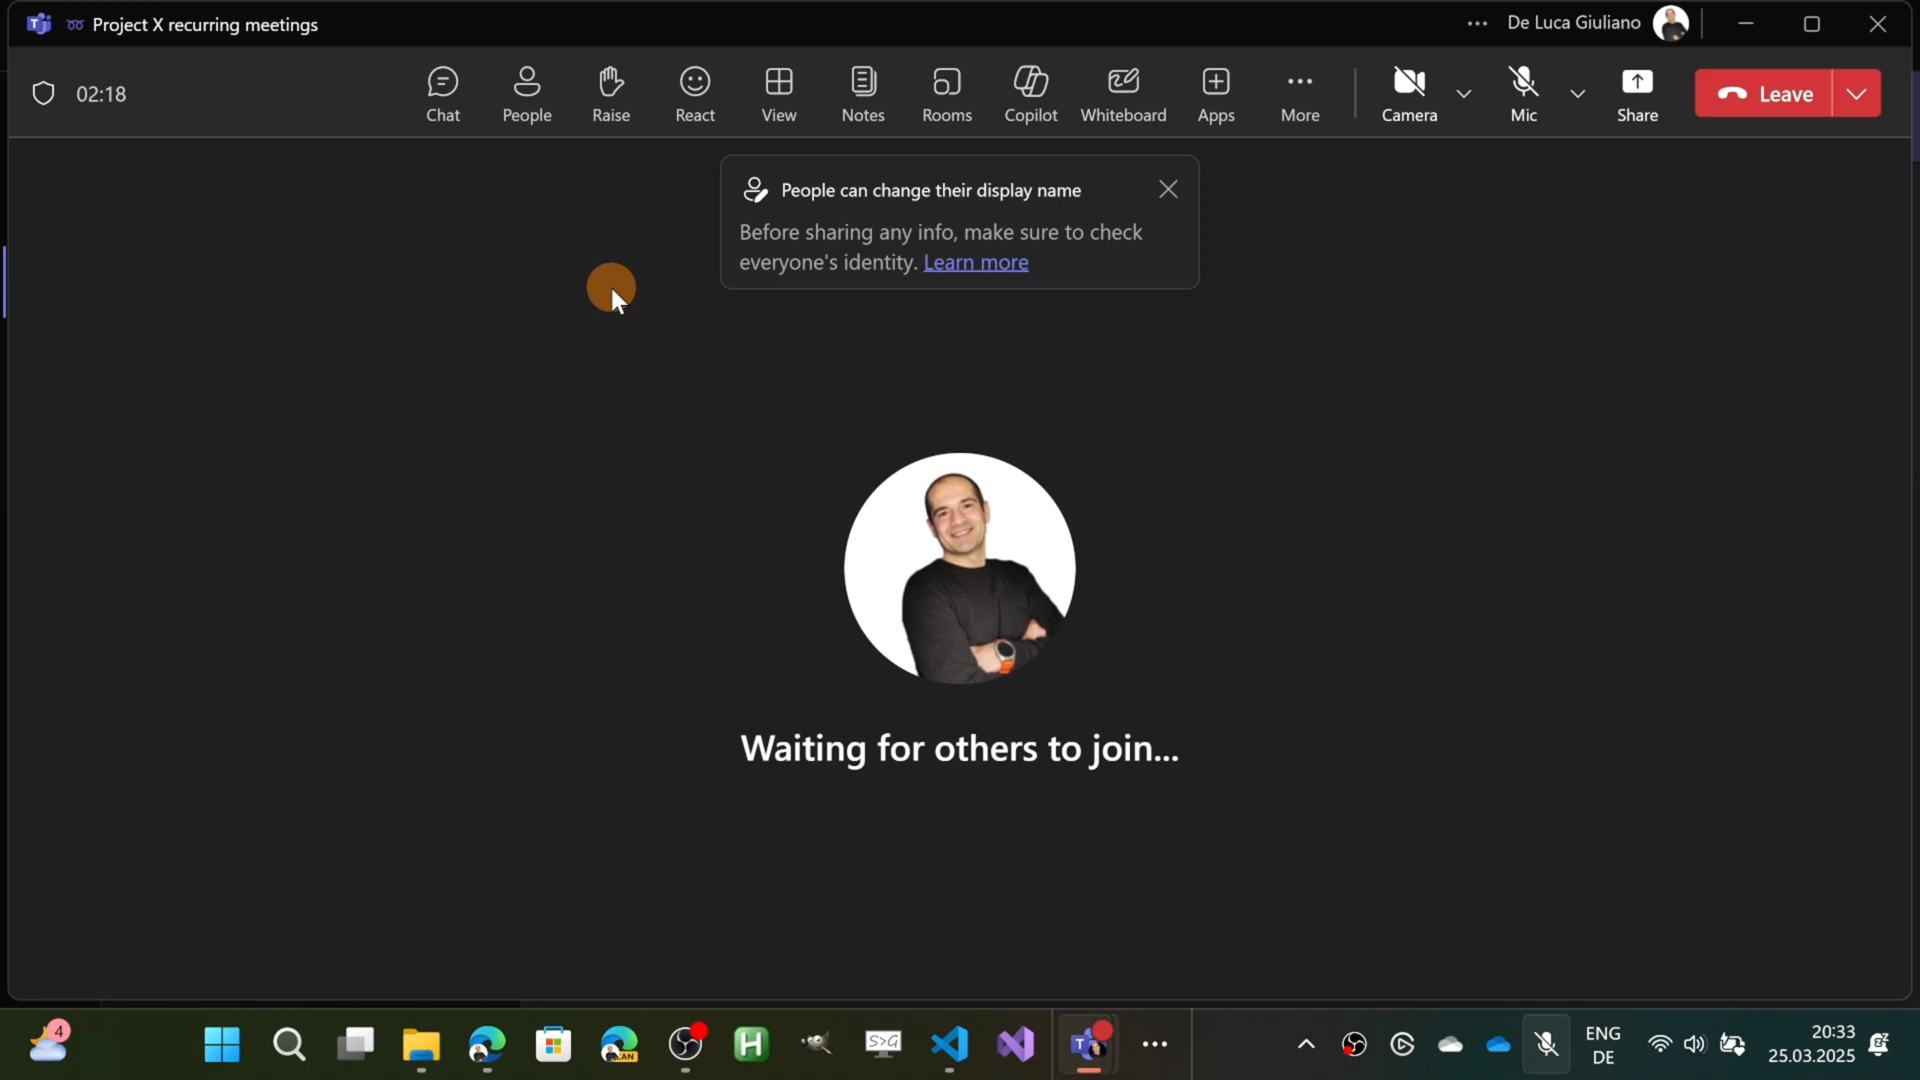 Project X recurring meetings
De Luca Giuliano
02:18
Chat
People
Raise
React
View
Notes
Rooms
Copilot
Whiteboard
Apps
More
Camera
Mic
Share
Leave
People can change their display name
Before sharing any info, make sure to check
everyone's identity. Learn more
Waiting for others to join...
4
CAN
S>G
ENG
DE
20:33
25.03.2025